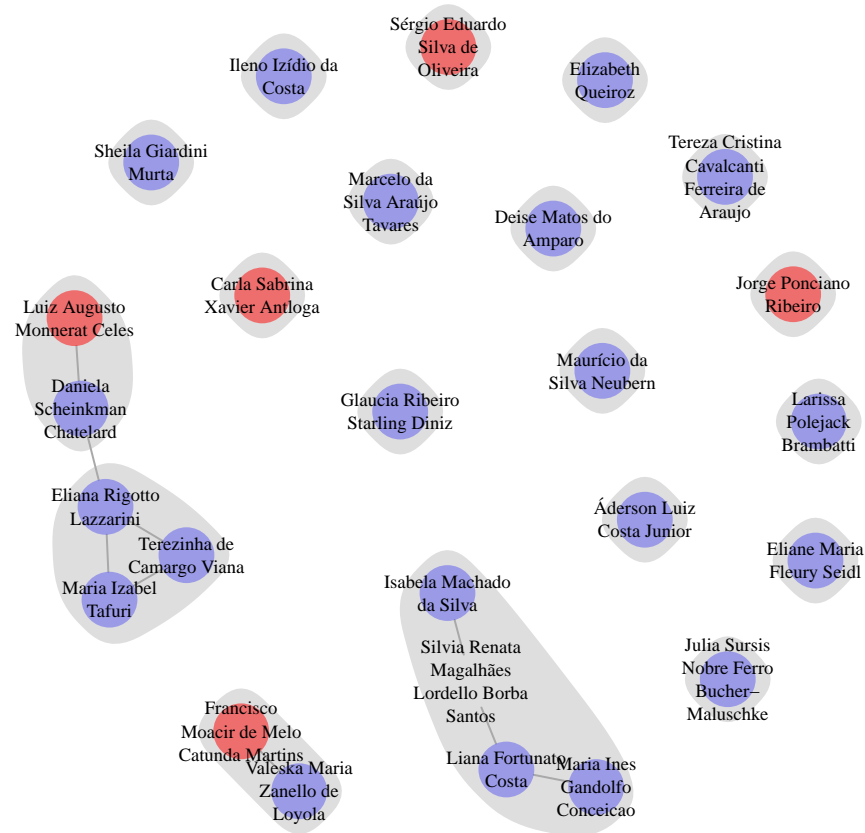 Sérgio Eduardo
Silva de
Oliveira
Ileno Izídio da
Costa
Elizabeth
Queiroz
Sheila Giardini
Murta
Tereza Cristina
Cavalcanti
Ferreira de
Araujo
Marcelo da
Silva Araújo
Tavares
Deise Matos do
Amparo
Luiz Augusto
Monnerat Celes
Carla Sabrina
Xavier Antloga
Jorge Ponciano
Ribeiro
Daniela
Scheinkman
Chatelard
Glaucia Ribeiro
Starling Diniz
Maurício da
Silva Neubern
Larissa
Polejack
Brambatti
Eliana Rigotto
Lazzarini
Terezinha de
Camargo Viana
Maria Izabel
Tafuri
Áderson Luiz
Costa Junior
Eliane Maria
Fleury Seidl
Isabela Machado
da Silva
Silvia Renata
Magalhães
Lordello Borba
Santos
Julia Sursis
Nobre Ferro
Bucher−
Maluschke
Francisco
Moacir de Melo
Catunda Martins
Valeska Maria
Zanello de
Loyola
Liana Fortunato
Costa
Maria Ines
Gandolfo
Conceicao